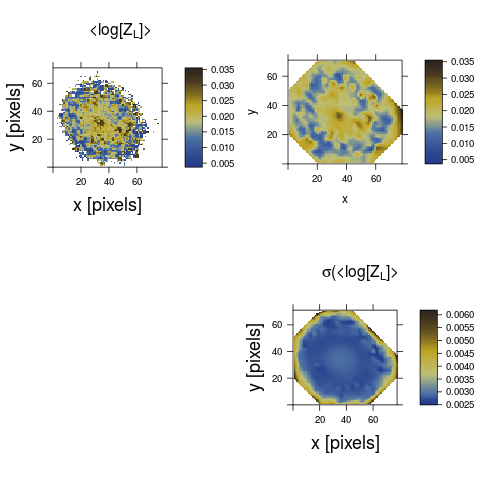 <log[Z_L]>
0.035
0.030
0.025
0.020
0.015
0.010
0.005
60
40
20
20 40 60
y [pixels]
x [pixels]
0.035
0.030
0.025
0.020
0.015
0.010
0.005
60
40
20
20 40 60
y
x
σ(<log[Z_L]>
0.0060
0.0055
0.0050
0.0045
0.0040
0.0035
0.0030
0.0025
60
40
20
20 40 60
y [pixels]
x [pixels]